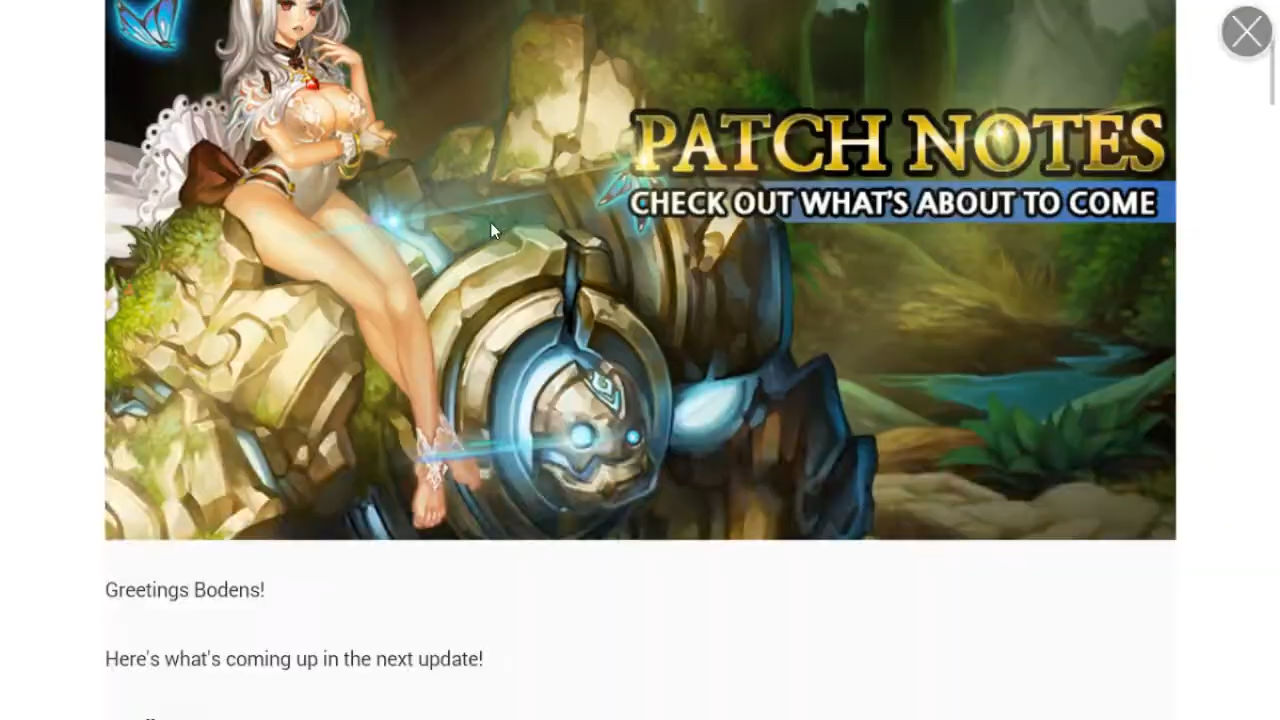 PATCH NOTES
CHECK OUT WHAT'S ABOUT TO COME
Greetings Bodens!
Here's what's coming up in the next update!